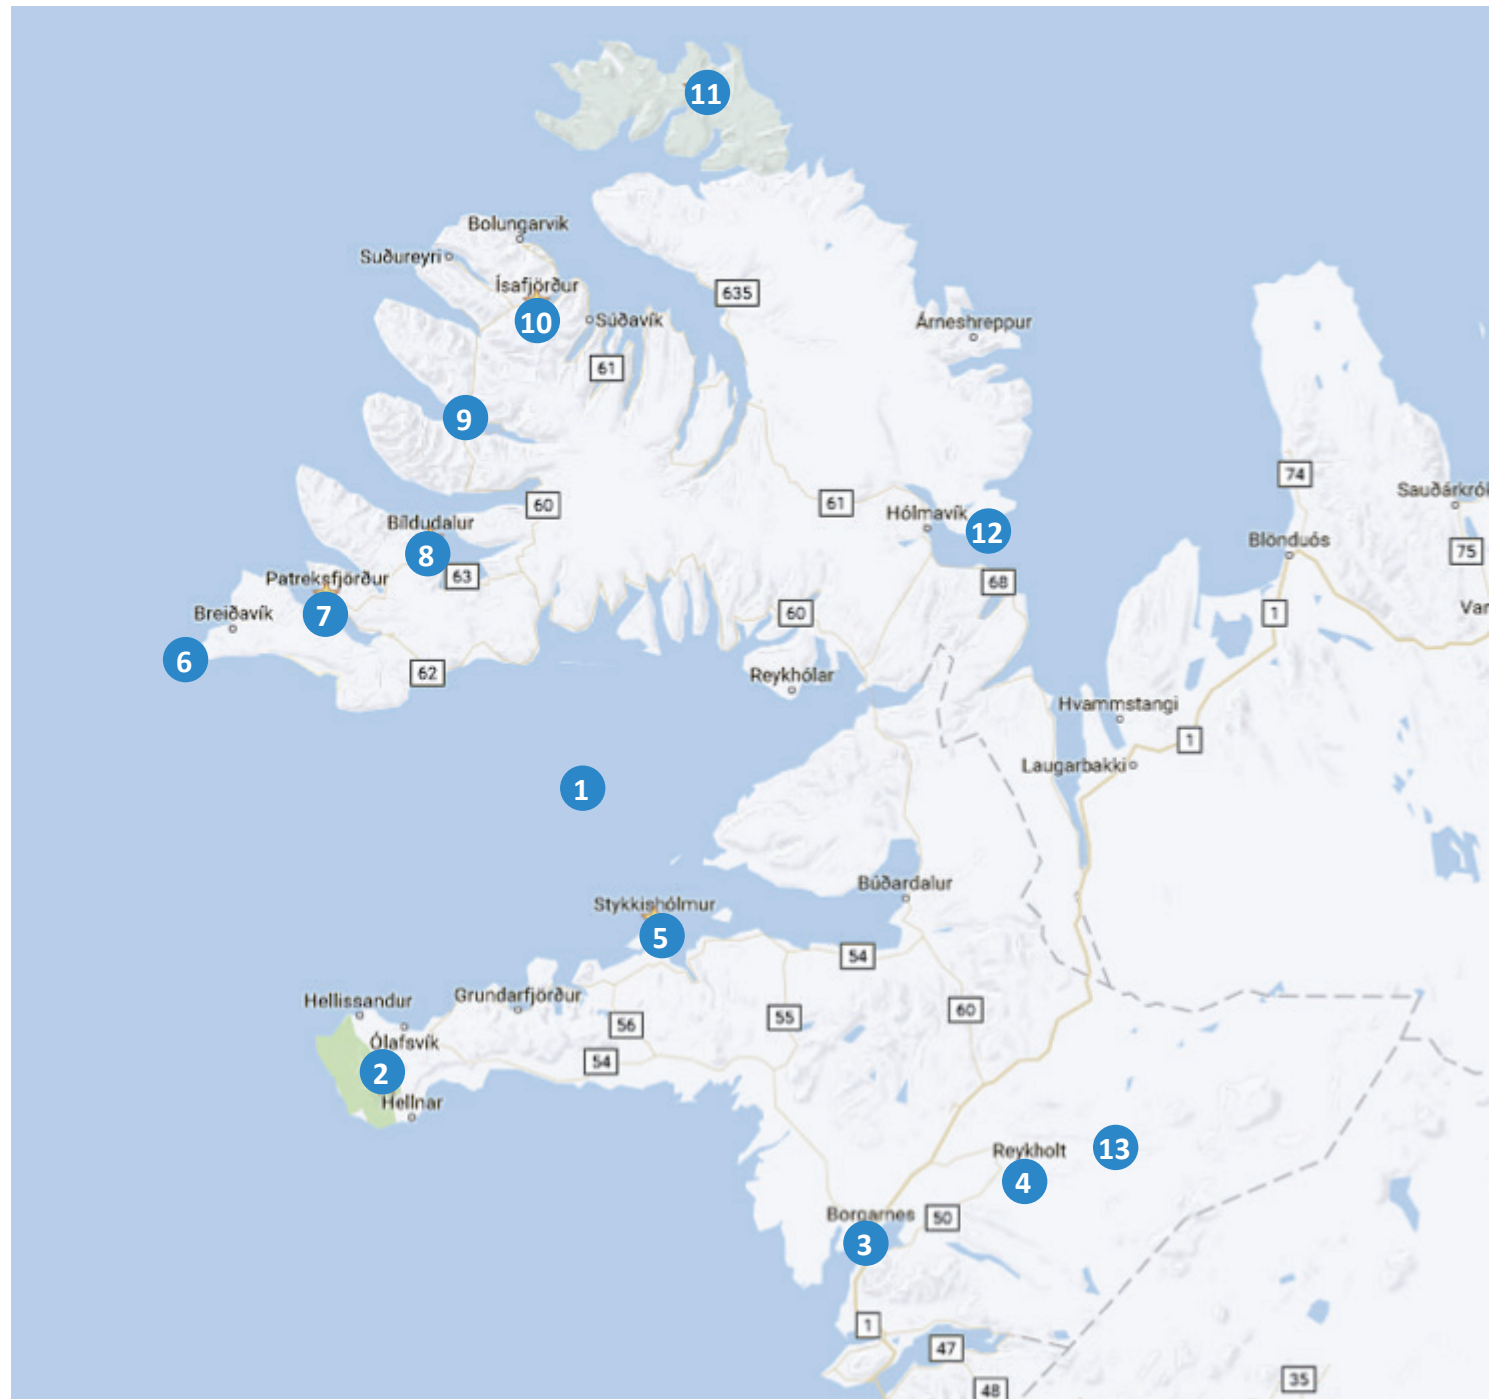 11
Bolungarvik
Suðureyri
Ísafjörður
635
10
Súðavík
Árneshreppur
61
9
74
Sauðárkrók
60
61
Hólmavík
12
Bíldudalur
Blönduós
75
8
63
Patreksfjörður
68
7
60
1
Var
Breiðavík
6
62
Reykhólar
Hvammstangi
1
Laugarbakki
1
Búðardalur
Stykkishólmur
5
54
Hellissandur
Grundarfjörður
56
55
60
Ólafsvík
54
2
Hellnar
Reykholt
13
4
Borgarnes
50
3
1
47
48
35